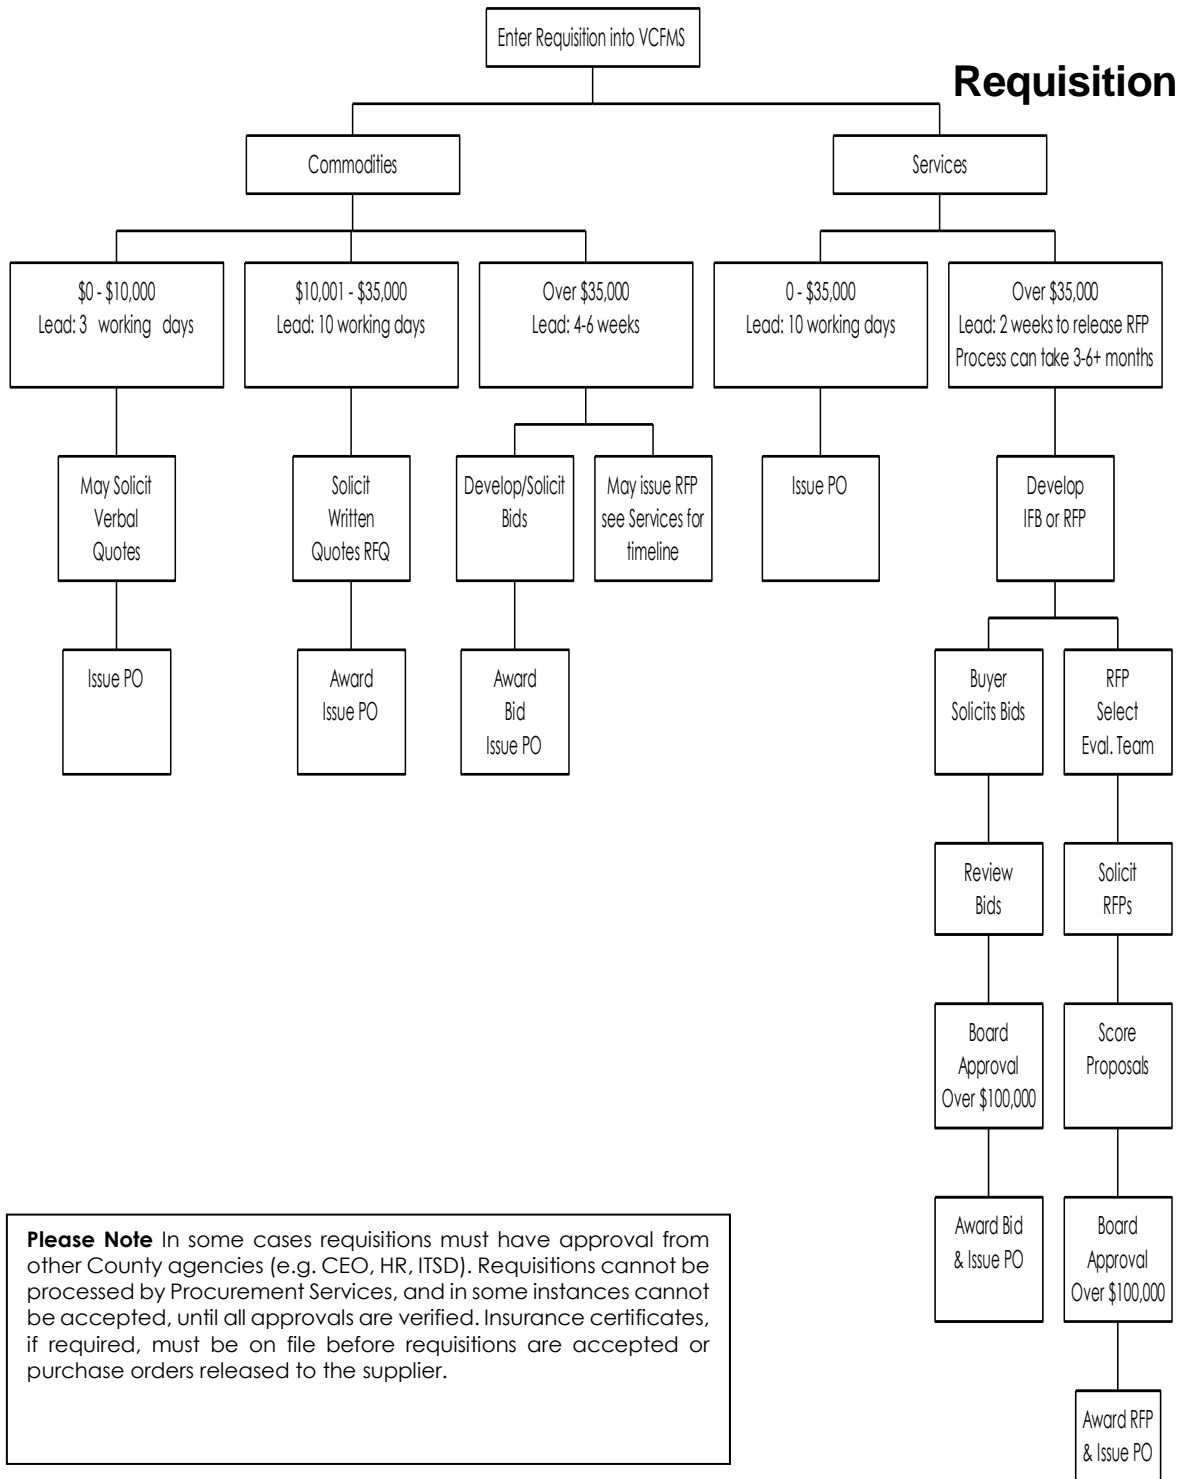 Enter Requisition into VCFMS
Requisition
Commodities
Services
$0 - $10,000
Lead: 3 working days
$10,001 - $35,000
Lead: 10 working days
Over $35,000
Lead: 4-6 weeks
0 - $35,000
Lead: 10 working days
Over $35,000
Lead: 2 weeks to release RFP
Process can take 3-6+ months
May Solicit
Verbal
Quotes
Solicit
Written
Quotes RFQ
Develop/Solicit
Bids
May issue RFP
see Services for
timeline
Issue PO
Develop
IFB or RFP
Issue PO
Award
Issue PO
Award
Bid
Issue PO
Buyer
Solicits Bids
RFP
Select
Eval. Team
Review
Bids
Solicit
RFPs
Board
Approval
Over $100,000
Score
Proposals
Award Bid
& Issue PO
Board
Approval
Over $100,000
Award RFP
& Issue PO
Please Note In some cases requisitions must have approval from
other County agencies (e.g. CEO, HR, ITSD). Requisitions cannot be
processed by Procurement Services, and in some instances cannot
be accepted, until all approvals are verified. Insurance certificates,
if required, must be on file before requisitions are accepted or
purchase orders released to the supplier.